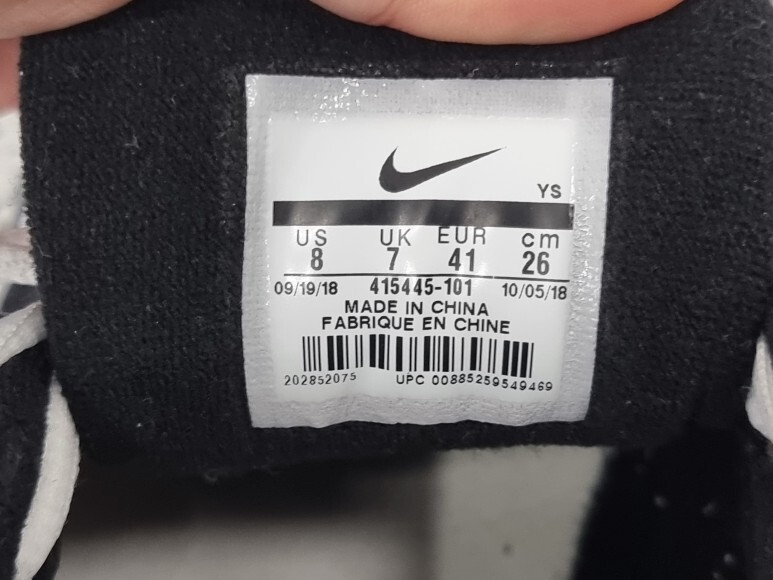 YS
US UK EUR cm
8 7 41 26
09/19/18 415445-101 10/05/18
MADE IN CHINA
FABRIQUE EN CHINE
202852075 UPC 00885259549469